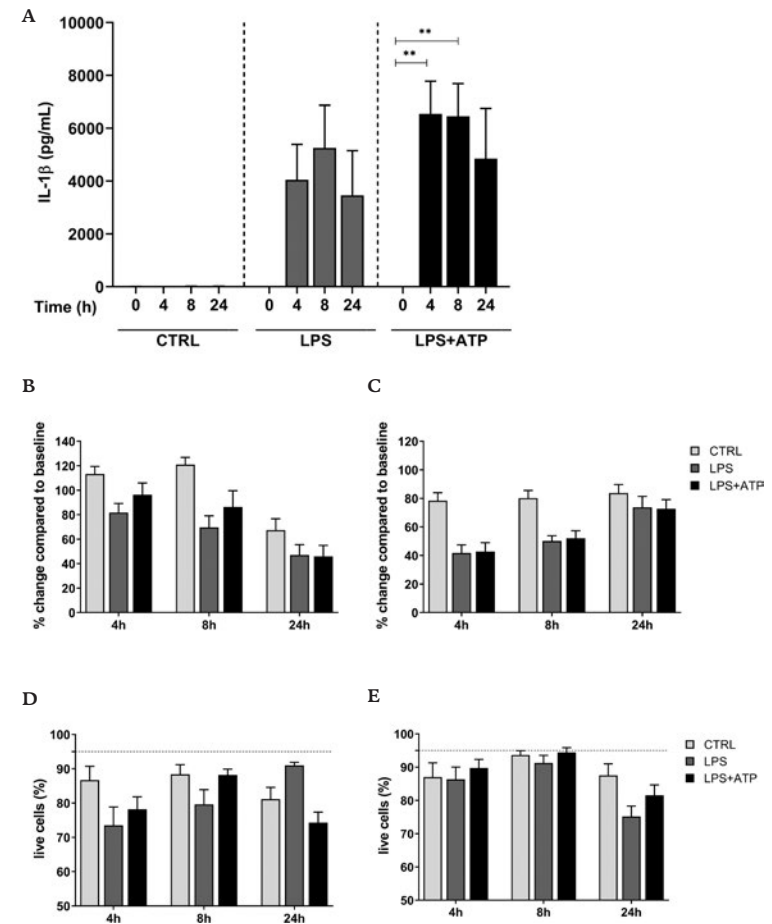 A
10000
8000
6000
4000
2000
0
IL-1β (pg/mL)
**
**
Time (h) 0 4 8 24 0 4 8 24 0 4 8 24
CTRL LPS LPS+ATP
B
% change compared to baseline
140
120
100
80
60
40
20
0
4h 8h 24h
C
% change compared to baseline
120
100
80
60
40
20
0
4h 8h 24h
CTRL
LPS
LPS+ATP
D
live cells (%)
100
90
80
70
60
50
4h 8h 24h
E
live cells (%)
100
90
80
90
60
50
4h 8h 24h
CTRL
LPS
LPS+ATP